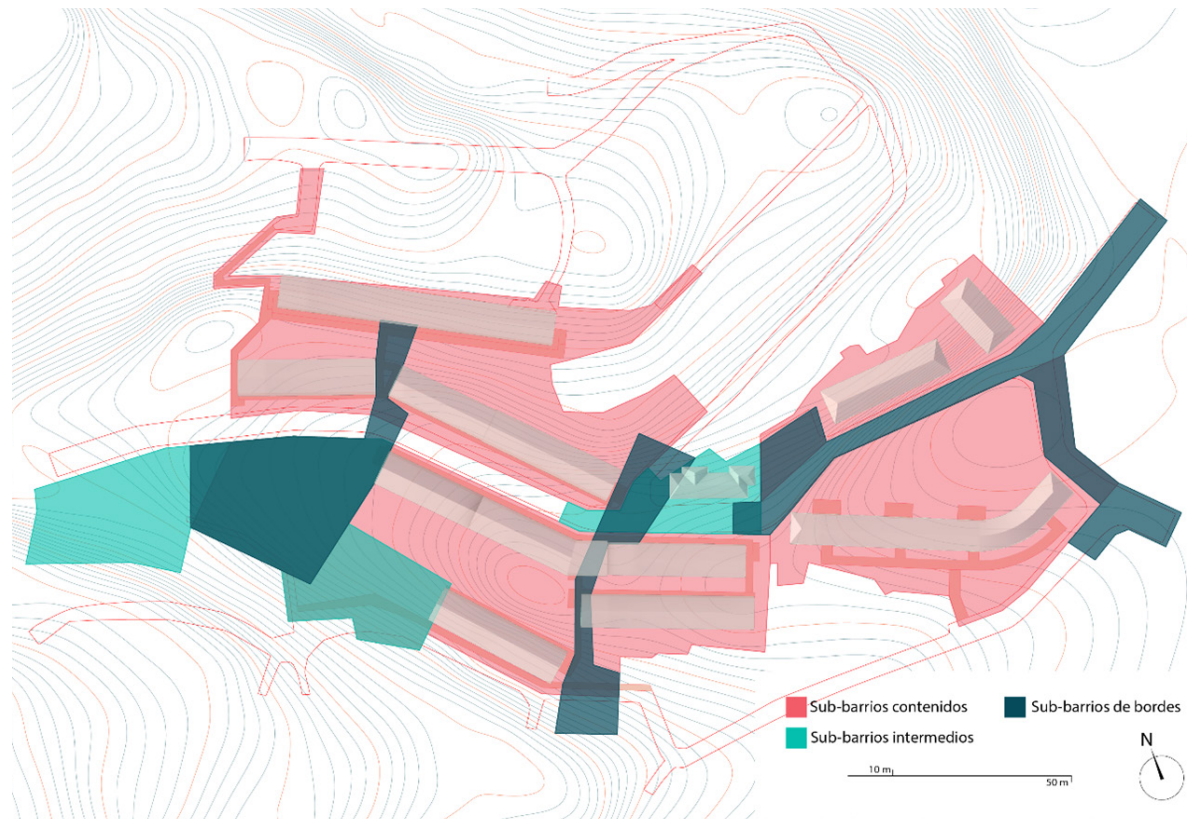 Sub-barrios contenidos
Sub-barrios de bordes
Sub-barrios intermedios
N
10 m
50 m